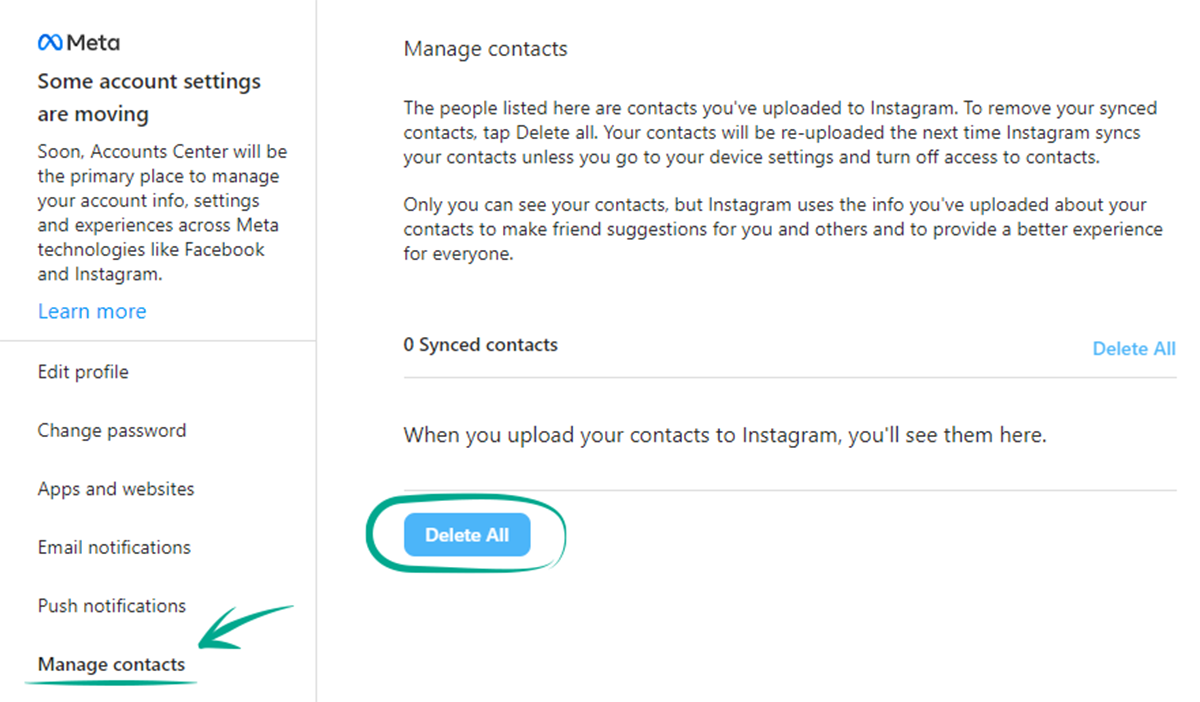 Meta
Some account settings
are moving
Soon, Accounts Center will be
the primary place to manage
your account info, settings
and experiences across Meta
technologies like Facebook
and Instagram.
Learn more
Edit profile
Change password
Apps and websites
Email notifications
Push notifications
Manage contacts
Manage contacts
The people listed here are contacts you've uploaded to Instagram. To remove your synced
contacts, tap Delete all. Your contacts will be re-uploaded the next time Instagram syncs
your contacts unless you go to your device settings and turn off access to contacts.
Only you can see your contacts, but Instagram uses the info you've uploaded about your
contacts to make friend suggestions for you and others and to provide a better experience
for everyone.
0 Synced contacts
Delete All
When you upload your contacts to Instagram, you'll see them here.
Delete All